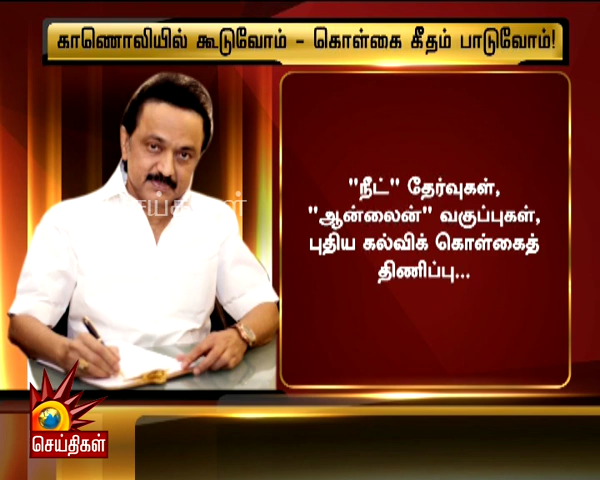 காணொலியில் கூடுவோம் - கொள்கை கீதம் பாடுவோம்!
"நீட்" தேர்வுகள்,
"ஆன்லைன்" வகுப்புகள்,
புதிய கல்விக் கொள்கைத்
திணிப்பு...
செய்திகள்